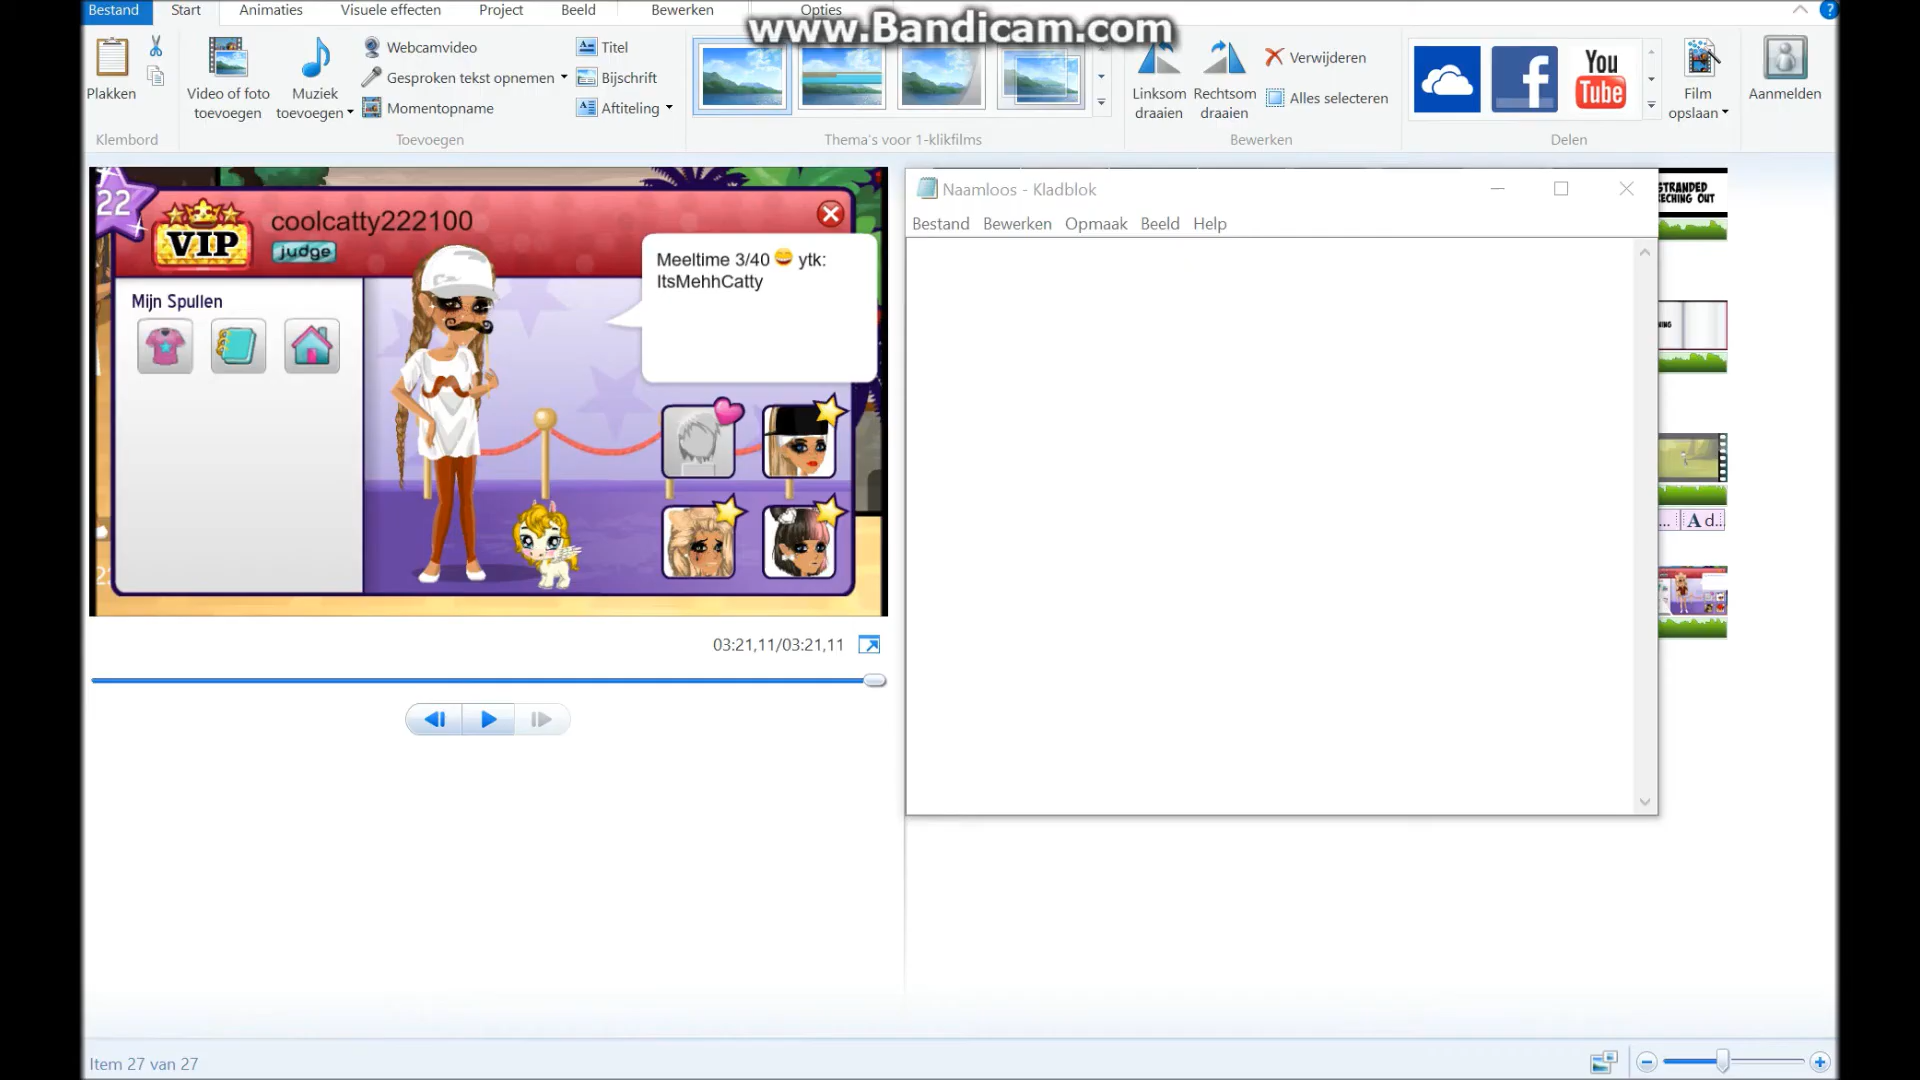 www.Bandicam.com
Bestand
Start
Animaties
Visuele effecten
Project
Beeld
Bewerken
Opties
Plakken
Klembord
Video of foto
toevoegen
Muziek
toevoegen
Webcamvideo
Gesproken tekst opnemen
Momentopname
Titel
Bijschrift
Aftiteling
Toevoegen
Thema's voor 1-klikfilms
Linksom
draaien
Rechtsom
draaien
Verwijderen
Alles selecteren
Bewerken
You
Tube
Delen
Film
opslaan
Aanmelden
22
VIP
coolcatty222100
judge
Meeltime 3/40 😄 ytk:
ItsMehhCatty
Mijn Spullen
03:21,11/03:21,11
Naamloos - Kladblok
Bestand
Bewerken
Opmaak
Beeld
Help
STRANDED
A d...
Item 27 van 27